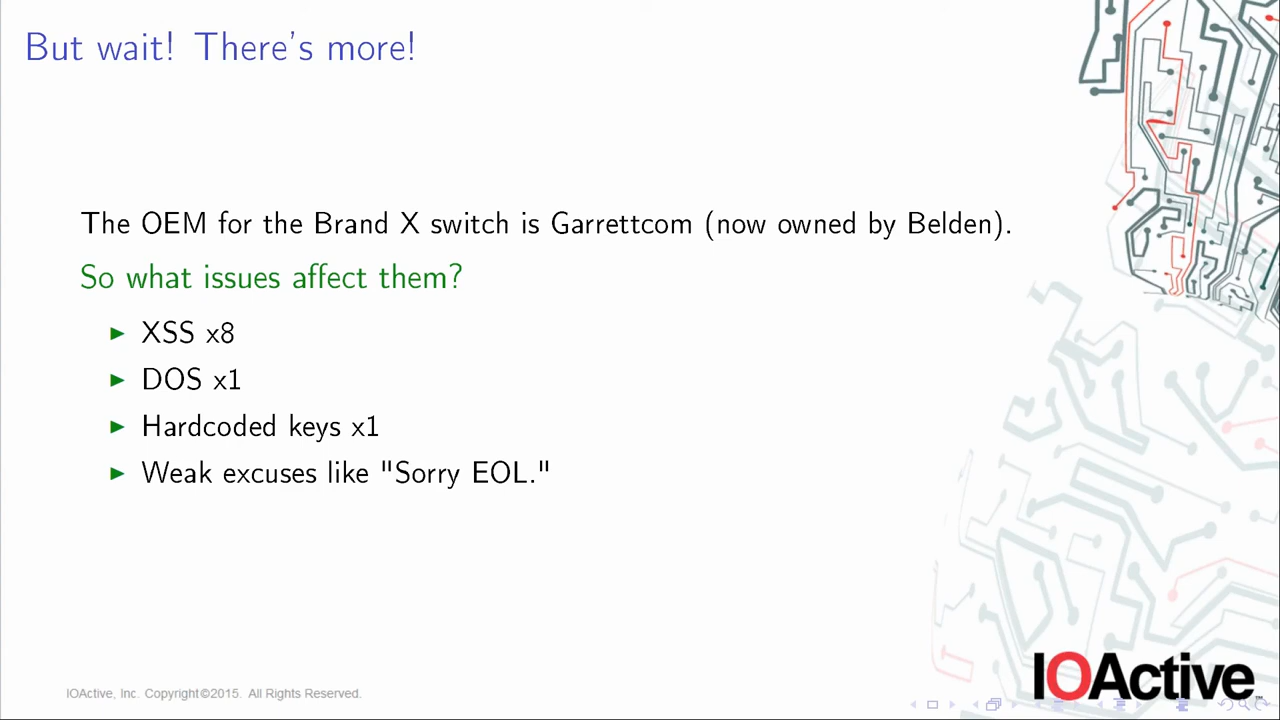 But wait! There's more!
The OEM for the Brand X switch is Garrettcom (now owned by Belden).
So what issues affect them?
XSS x8
DOS x1
Hardcoded keys x1
Weak excuses like "Sorry EOL."
IOActive, Inc. Copyright©2015. All Rights Reserved.
IOActive™